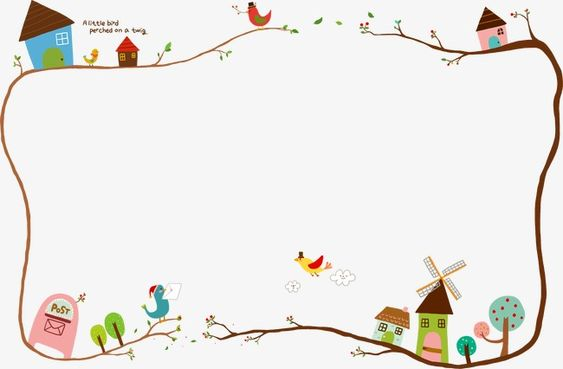 A little bird
perched on a twig
POST